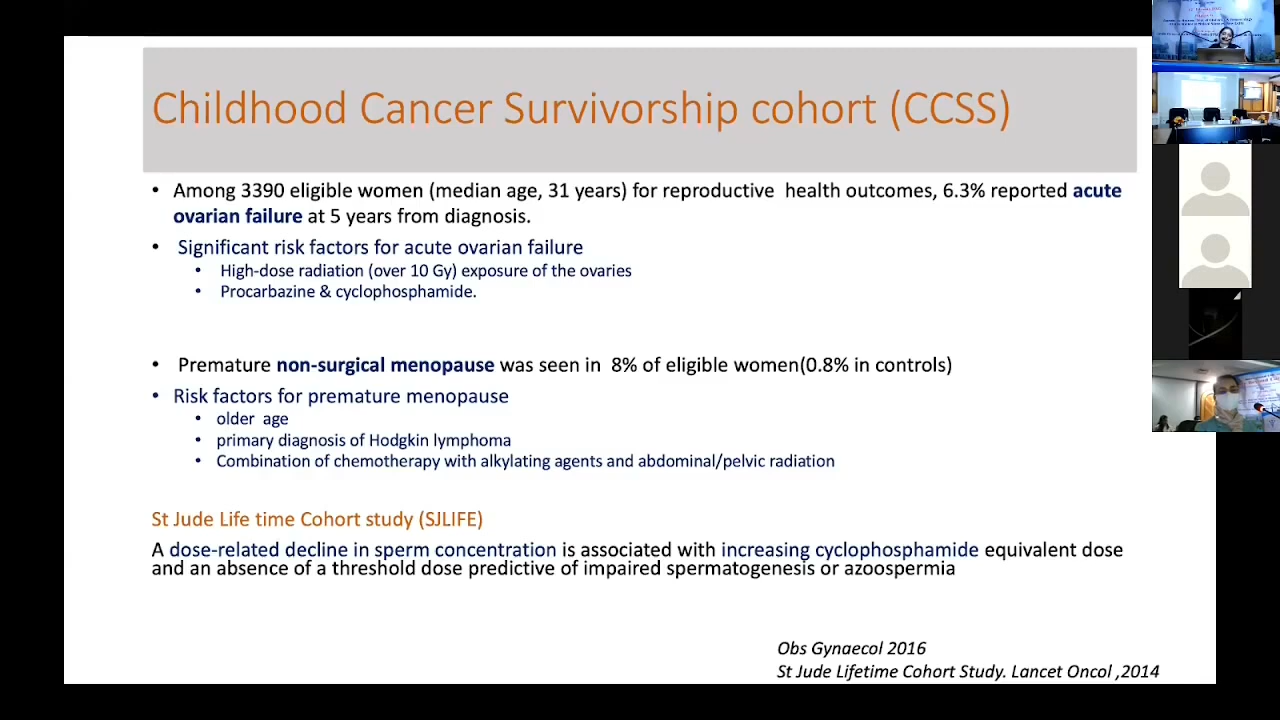 Childhood Cancer Survivorship cohort (CCSS)
• Among 3390 eligible women (median age, 31 years) for reproductive health outcomes, 6.3% reported acute
ovarian failure at 5 years from diagnosis.
• Significant risk factors for acute ovarian failure
• High-dose radiation (over 10 Gy) exposure of the ovaries
• Procarbazine & cyclophosphamide.
• Premature non-surgical menopause was seen in 8% of eligible women(0.8% in controls)
• Risk factors for premature menopause
• older age
• primary diagnosis of Hodgkin lymphoma
• Combination of chemotherapy with alkylating agents and abdominal/pelvic radiation
St Jude Life time Cohort study (SJLIFE)
A dose-related decline in sperm concentration is associated with increasing cyclophosphamide equivalent dose
and an absence of a threshold dose predictive of impaired spermatogenesis or azoospermia
Obs Gynaecol 2016
St Jude Lifetime Cohort Study. Lancet Oncol ,2014